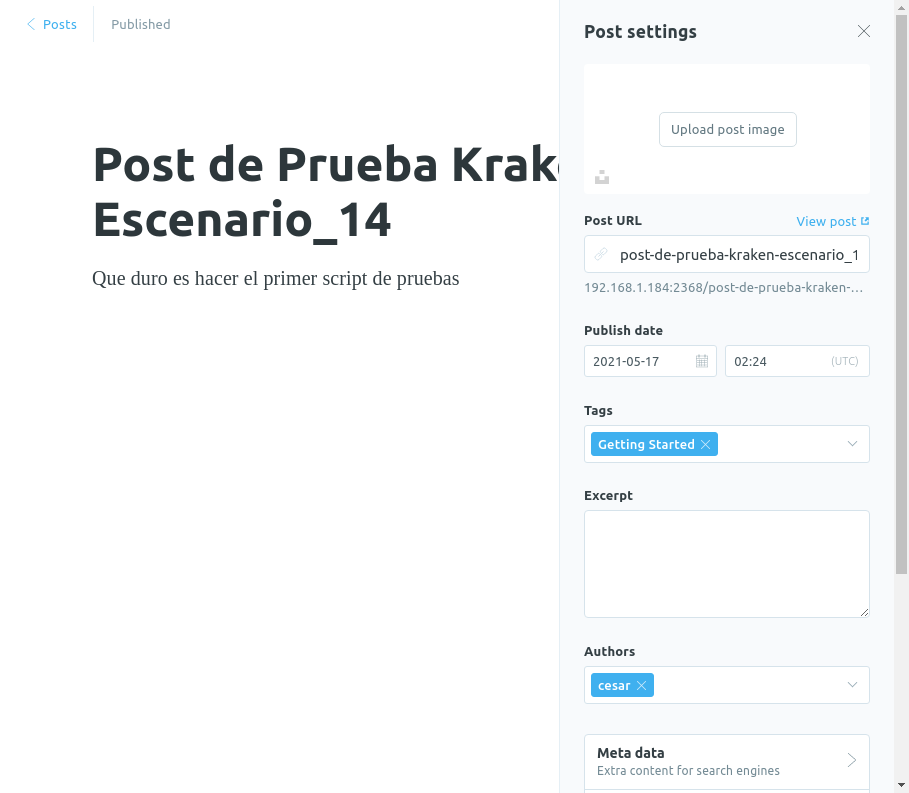 Posts
Published
Post settings
Upload post image
Post de Prueba
Escenario_14
Que duro es hacer el primer script de pruebas
Post URL
View post
post-de-prueba-kraken-escenario_1
192.168.1.184:2368/post-de-prueba-kraken-...
Publish date
2021-05-17
02:24
(UTC)
Tags
Getting Started
Excerpt
Authors
cesar
Meta data
Extra content for search engines